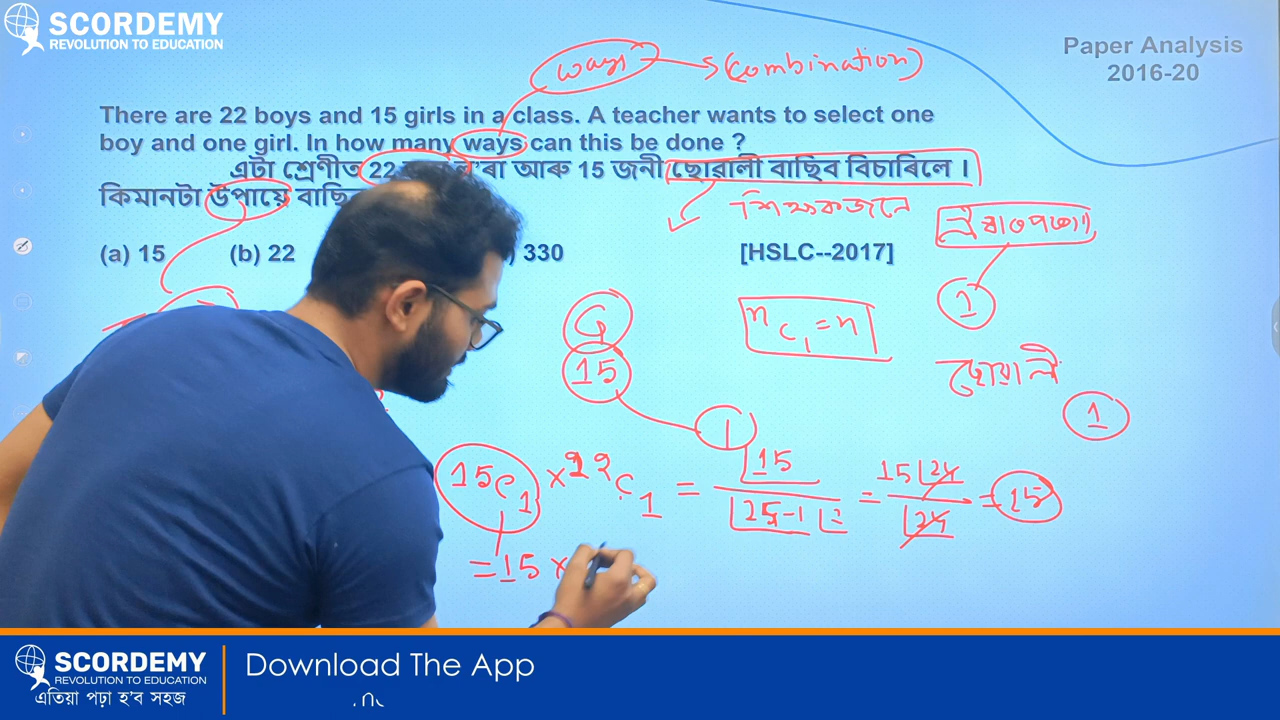 SCORDEMY
REVOLUTION TO EDUCATION
Paper Analysis
2016-20
ways (combination)
There are 22 boys and 15 girls in a class. A teacher wants to select one
boy and one girl. In how many ways can this be done ?
এটা শ্ৰেণীত 22 ল'ৰা আৰু 15 জনী ছোৱালী বাছিব বিচাৰিলে ।
কিমানটা উপায়ে
শিক্ষকজনে
(a) 15 (b) 22 330 [HSLC--2017]
1
G
nC1 = n
15
ছোৱালী
1
1
15C1 × 22C1 = = = 15
= 15 ×
SCORDEMY
REVOLUTION TO EDUCATION
এতিয়া পঢ়া হ'ব সহজ
Download The App